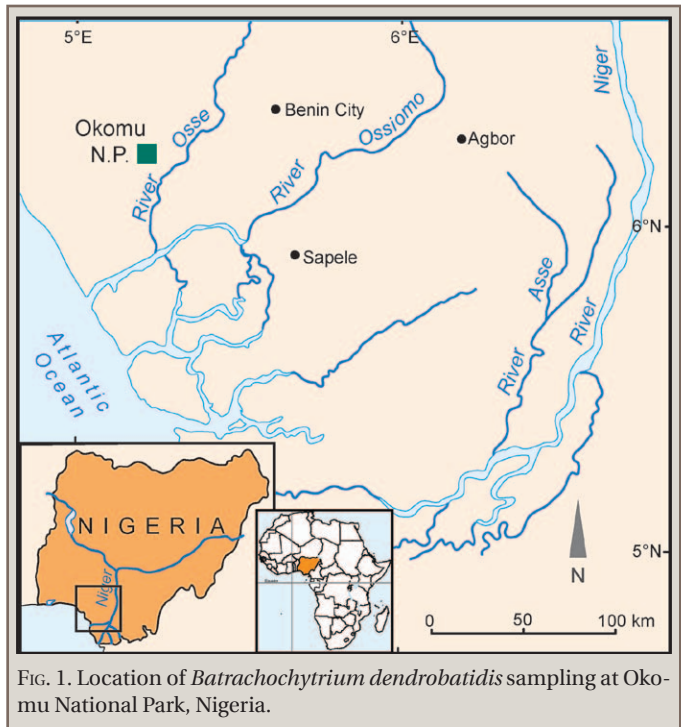 5°E
6°E
Niger
Osse
Benin City
Ossiomo
Okomu
N.P.
Agbor
River
River
6°N
Sapele
Asse
River
Atlantic
Ocean
River
NIGERIA
Niger
5°N
N
0 50 100 km
FIG. 1. Location of Batrachochytrium dendrobatidis sampling at Oko-
mu National Park, Nigeria.